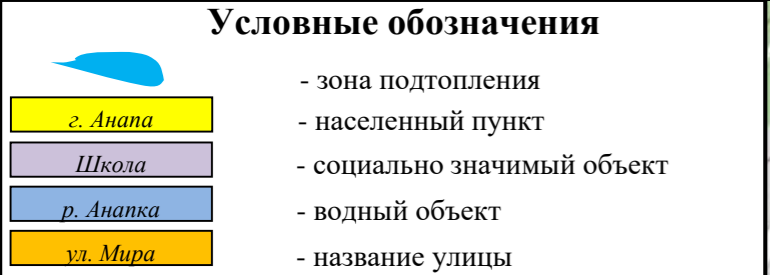 Условные обозначения
- зона подтопления
г. Анапа - населенный пункт
Школа - социально значимый объект
р. Анапка - водный объект
ул. Мира - название улицы